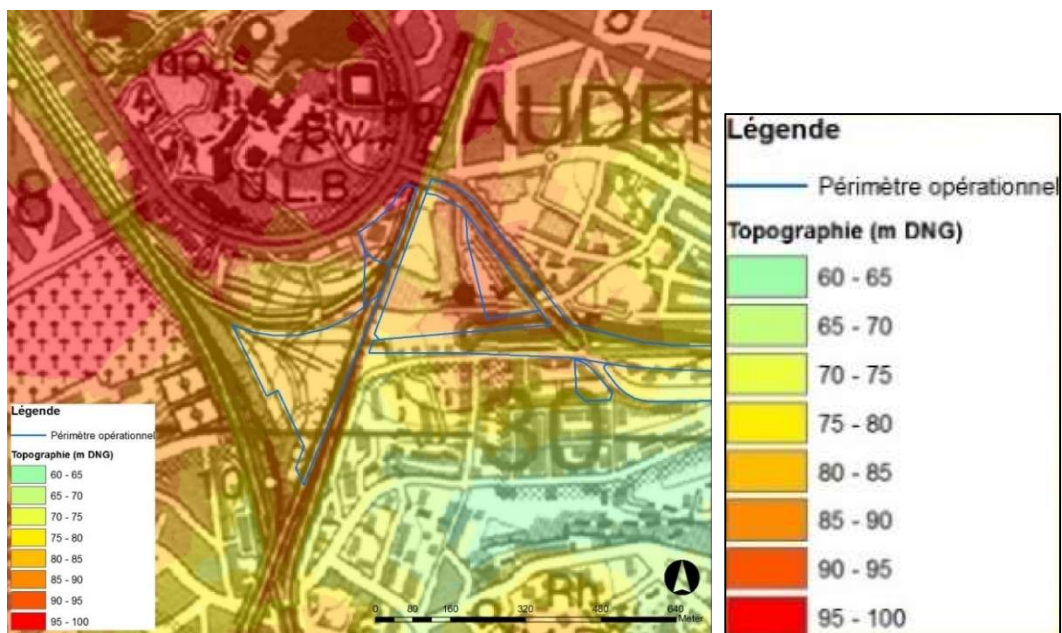 Campus
U.L.B
AUDER
Rh
Légende
Périmètre opérationnel
Topographie (m DNG)
60 - 65
65 - 70
70 - 75
75 - 80
80 - 85
85 - 90
90 - 95
95 - 100
0 80 160 320 480 640
Meter
Légende
Périmètre opérationnel
Topographie (m DNG)
60 - 65
65 - 70
70 - 75
75 - 80
80 - 85
85 - 90
90 - 95
95 - 100